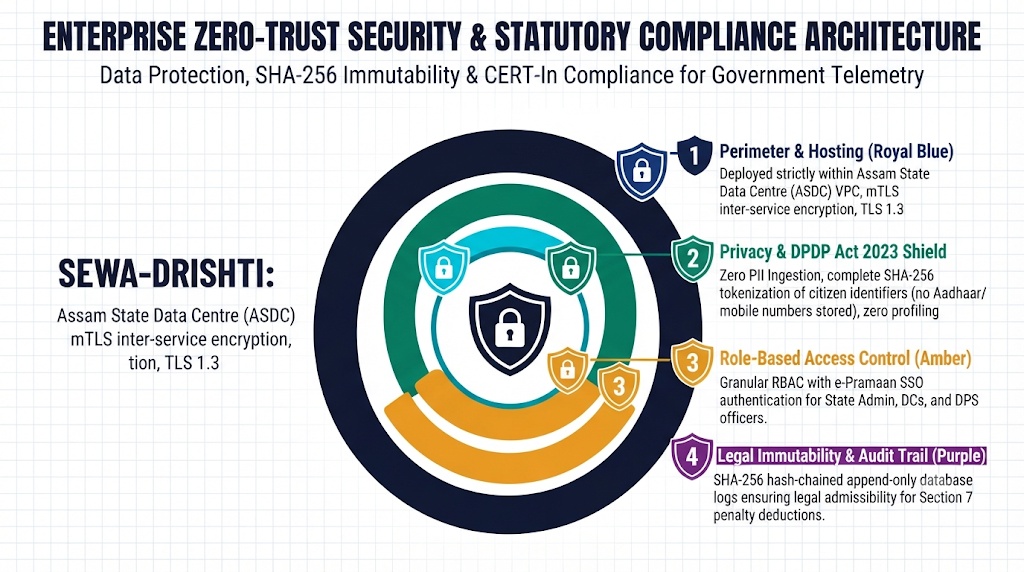 ENTERPRISE ZERO-TRUST SECURITY & STATUTORY COMPLIANCE ARCHITECTURE
Data Protection, SHA-256 Immutability & CERT-In Compliance for Government Telemetry
SEWA-DRISHTI:
Assam State Data Centre (ASDC)
mTLS inter-service encryption,
tion, TLS 1.3
1
Perimeter & Hosting (Royal Blue)
Deployed strictly within Assam State
Data Centre (ASDC) VPC, mTLS
inter-service encryption, TLS 1.3
2
Privacy & DPDP Act 2023 Shield
Zero PII Ingestion, complete SHA-256
tokenization of citizen identifiers (no Aadhaar/
mobile numbers stored), zero profiling
3
3
Role-Based Access Control (Amber)
Granular RBAC with e-Pramaan SSO
authentication for State Admin, DCs, and DPS
officers.
4
Legal Immutability & Audit Trail (Purple)
SHA-256 hash-chained append-only database
logs ensuring legal admissibility for Section 7
penalty deductions.